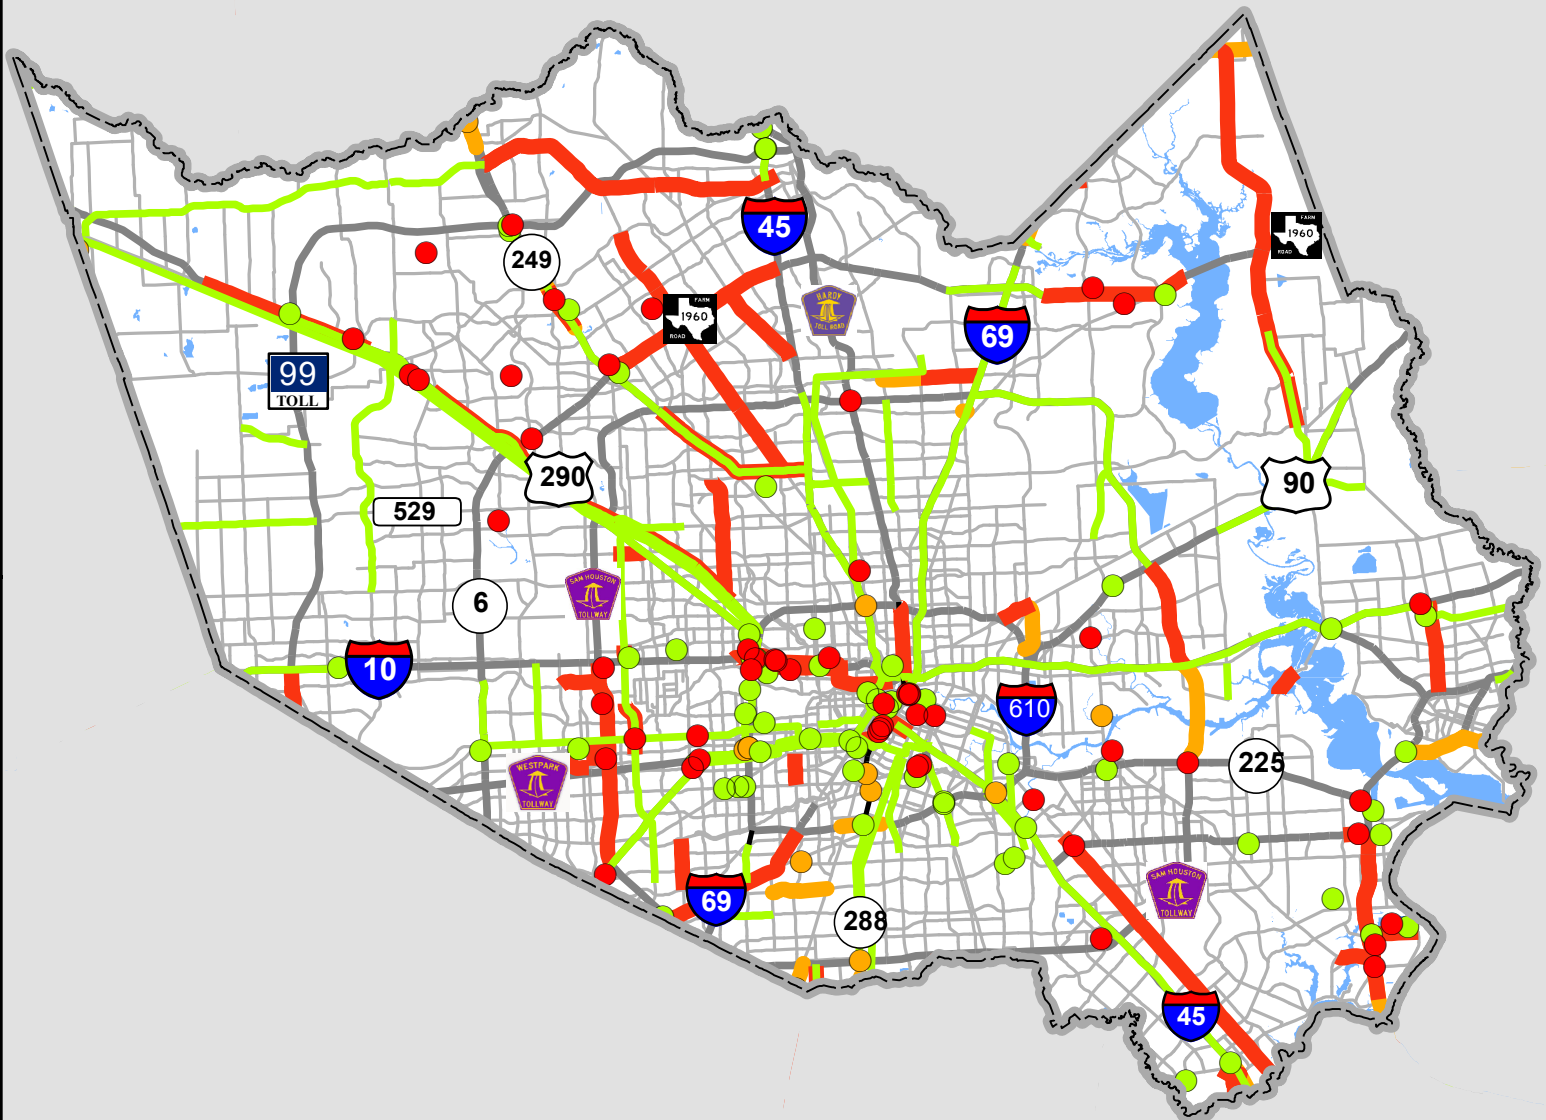 45
FARM
1960
ROAD
249
HARDY
TOLL ROAD
FARM
1960
ROAD
69
99
TOLL
290
90
529
SAM HOUSTON
TOLLWAY
6
10
610
WESTPARK
TOLLWAY
225
SAM HOUSTON
TOLLWAY
69
288
45